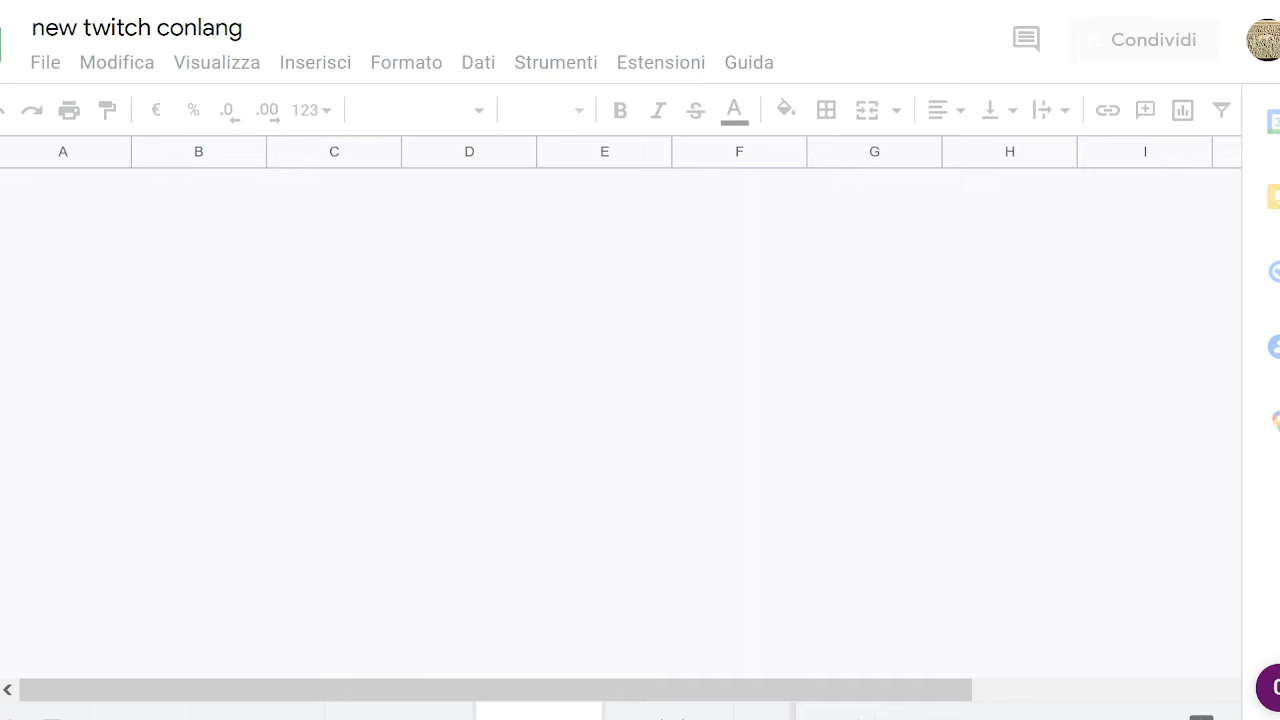 new twitch conlang
File Modifica Visualizza Inserisci Formato Dati Strumenti Estensioni Guida
Condividi
€ % .0 .00 123 B I S A
A B C D E F G H I